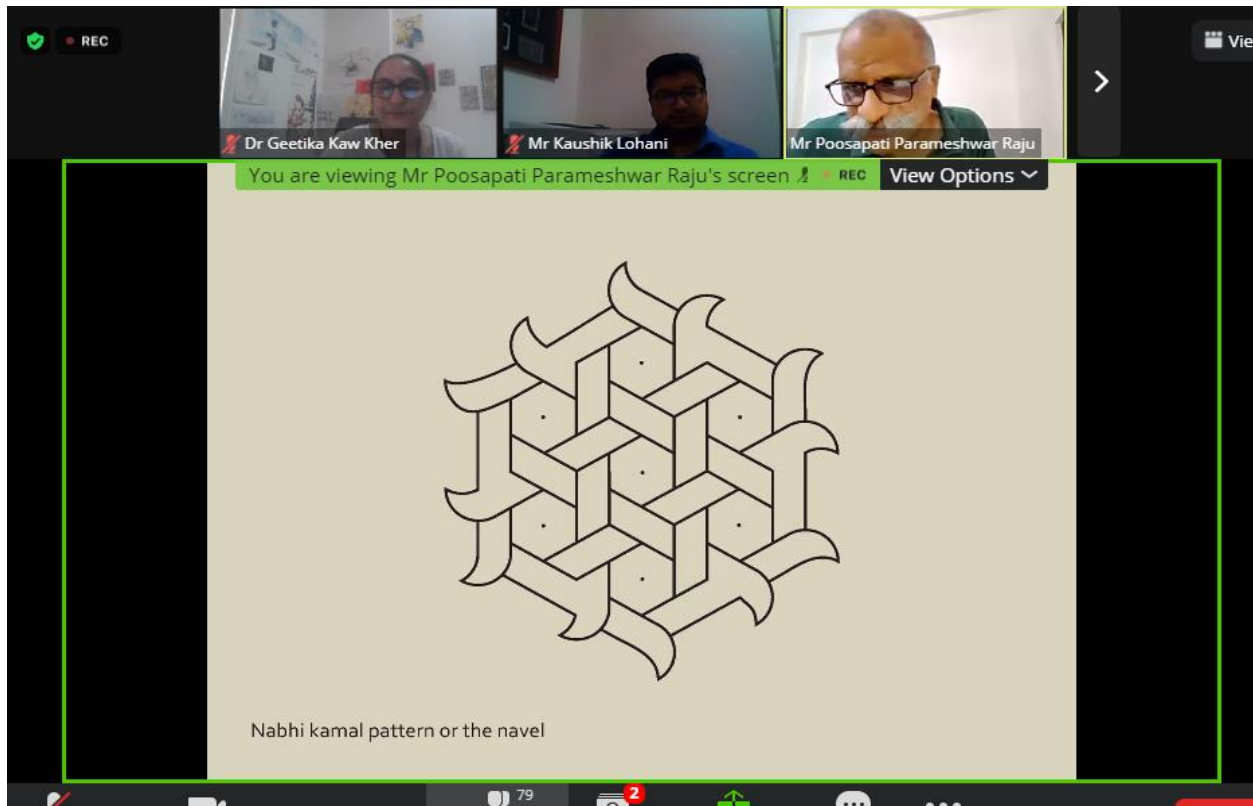 REC
Vie
Dr Geetika Kaw Kher
Mr Kaushik Lohani
Mr Poosapati Parameshwar Raju
You are viewing Mr Poosapati Parameshwar Raju's screen REC View Options
Nabhi kamal pattern or the navel
79
2